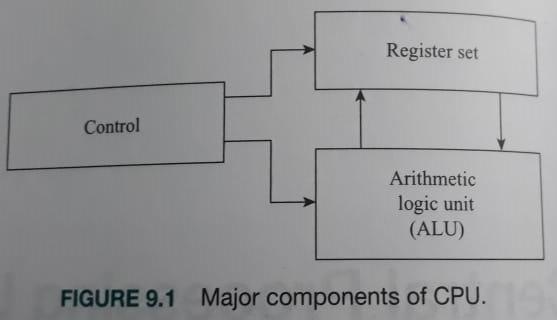 Register set
Control
Arithmetic
logic unit
(ALU)
FIGURE 9.1 Major components of CPU.